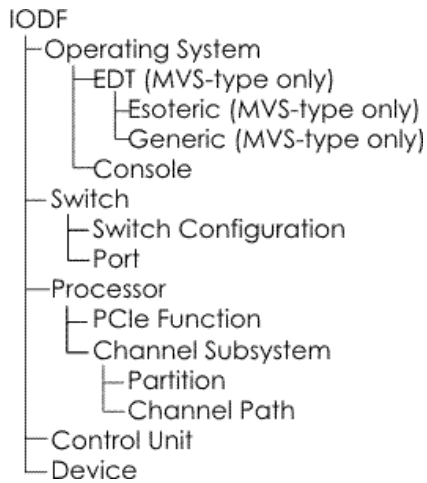 IODF
Operating System
EDT (MVS-type only)
Esoteric (MVS-type only)
Generic (MVS-type only)
Console
Switch
Switch Configuration
Port
Processor
PCIe Function
Channel Subsystem
Partition
Channel Path
Control Unit
Device